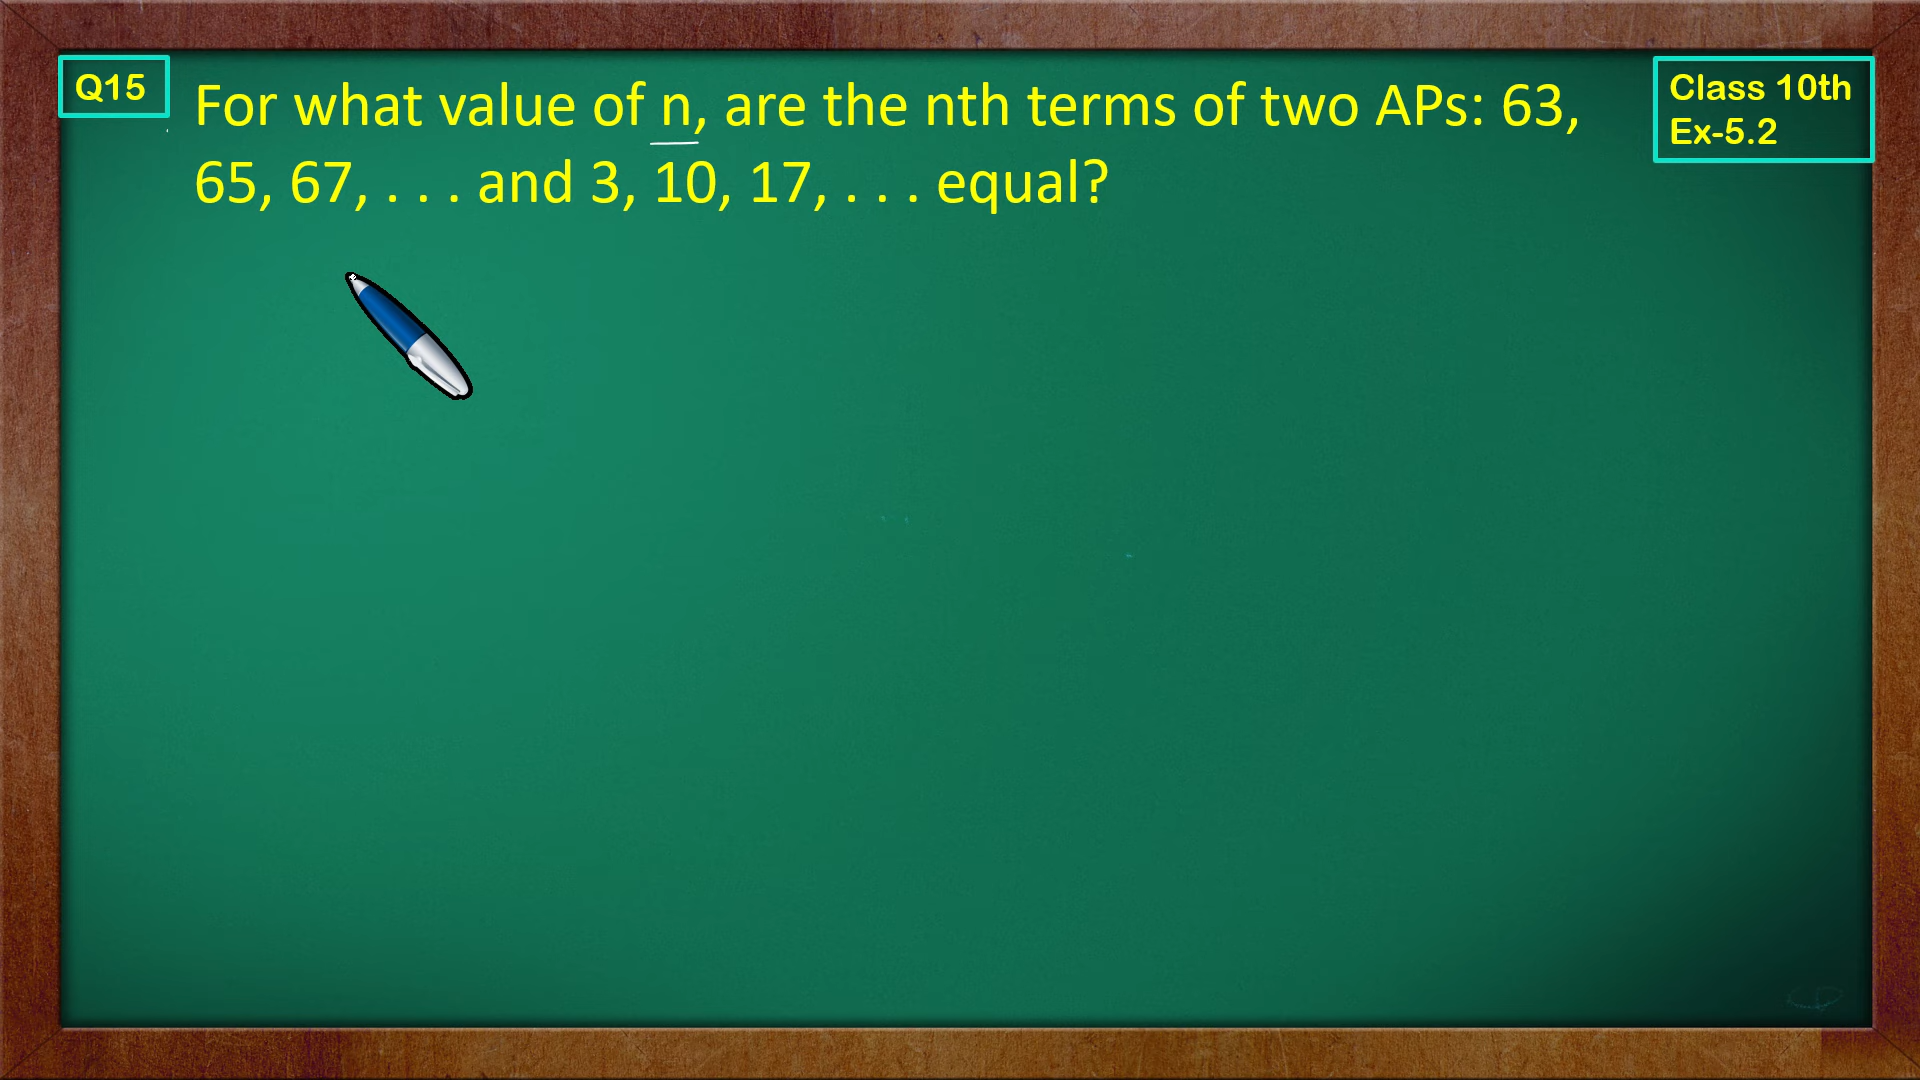 Q15
For what value of n, are the nth terms of two APs: 63,
65, 67, . . . and 3, 10, 17, . . . equal?
Class 10th
Ex-5.2